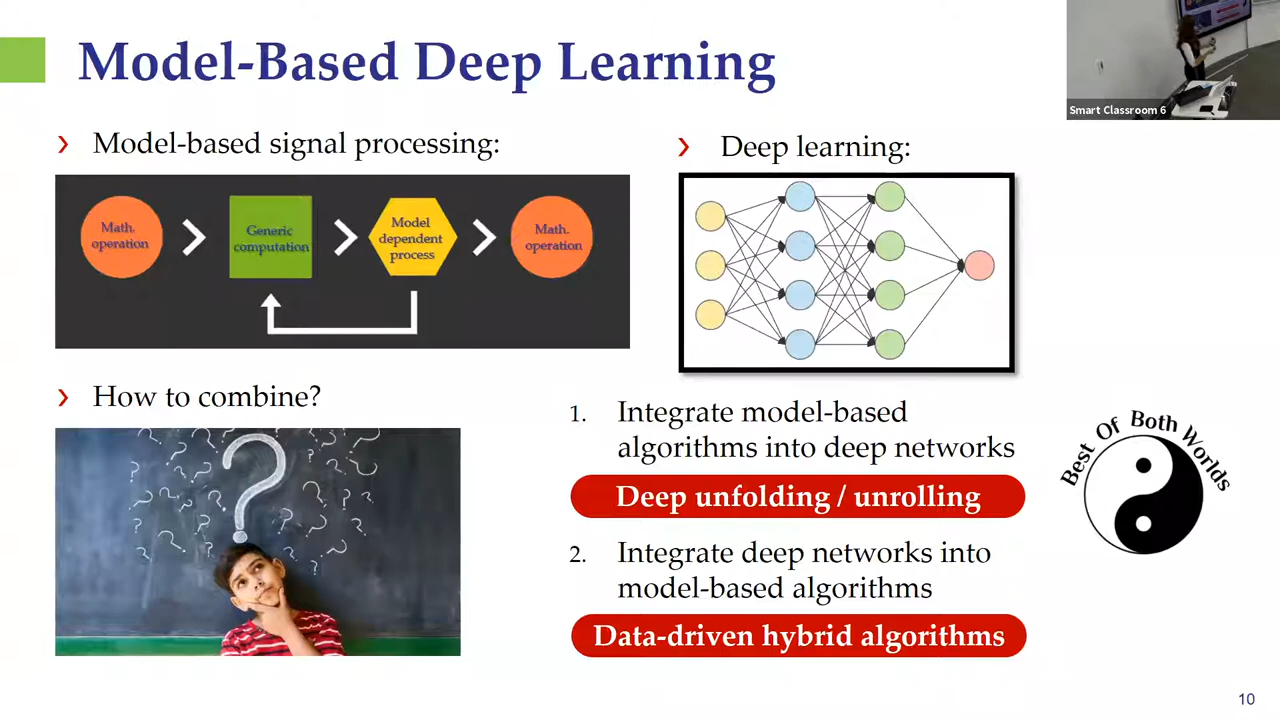 Model-Based Deep Learning
Smart Classroom 6
› Model-based signal processing:
Math.
operation
Generic
computation
Model
dependent
process
Math.
operation
› Deep learning:
› How to combine?
1. Integrate model-based
algorithms into deep networks
Deep unfolding / unrolling
2. Integrate deep networks into
model-based algorithms
Data-driven hybrid algorithms
Best Of Both Worlds
10